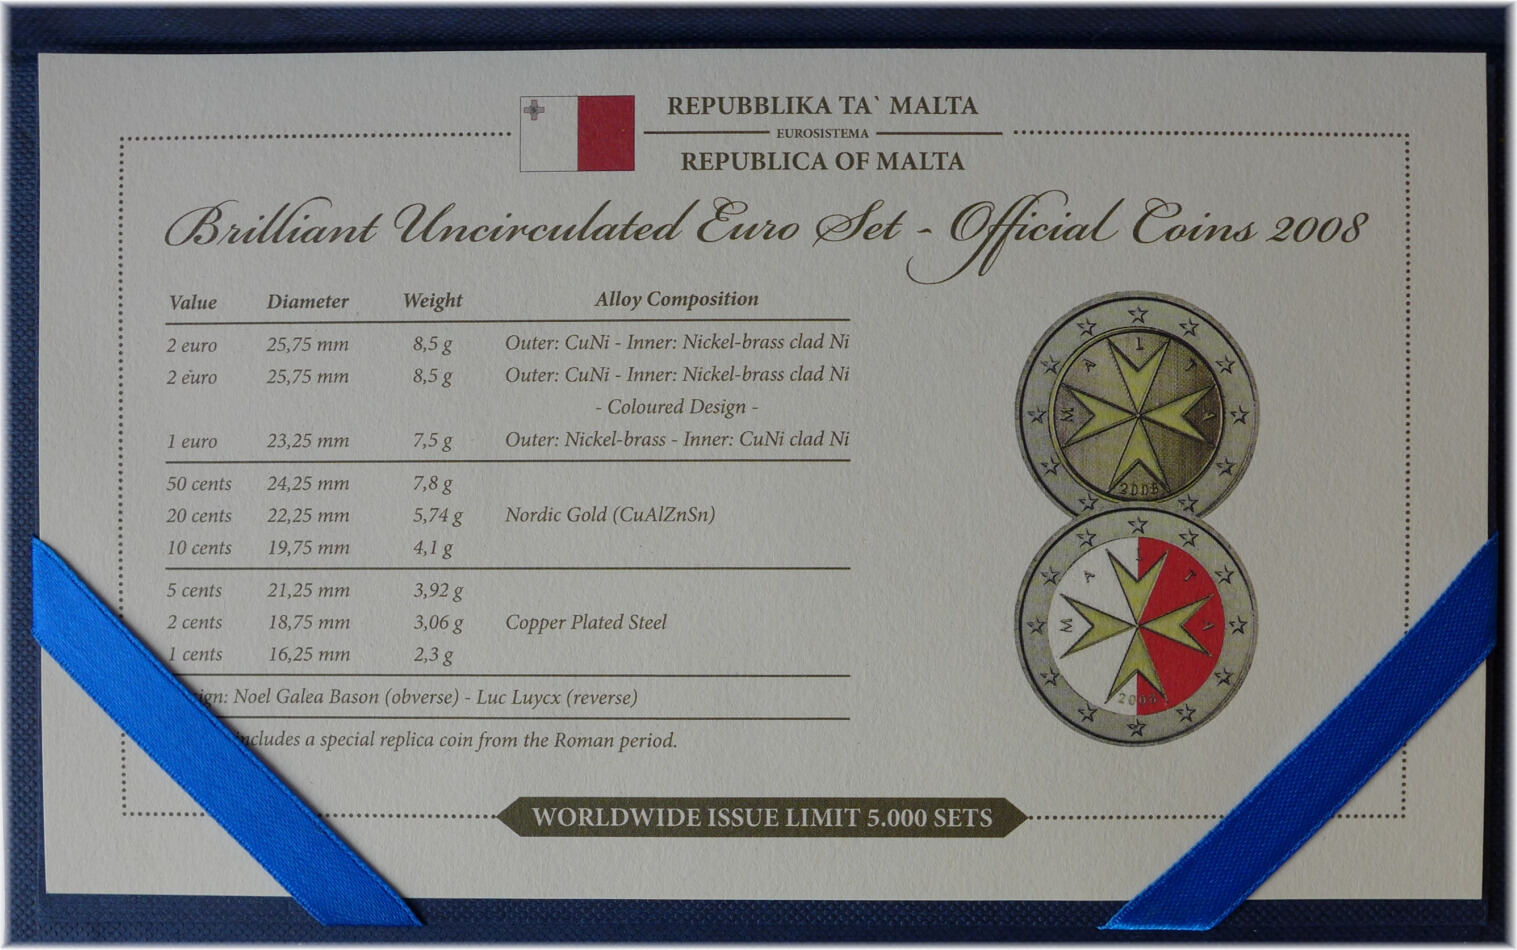 REPUBBLIKA TA` MALTA
EUROSISTEMA
REPUBLICA OF MALTA
Brilliant Uncirculated Euro Set - Official Coins 2008
Value Diameter Weight Alloy Composition
2 euro 25,75 mm 8,5 g Outer: CuNi - Inner: Nickel-brass clad Ni
2 euro 25,75 mm 8,5 g Outer: CuNi - Inner: Nickel-brass clad Ni
- Coloured Design -
1 euro 23,25 mm 7,5 g Outer: Nickel-brass - Inner: CuNi clad Ni
50 cents 24,25 mm 7,8 g
20 cents 22,25 mm 5,74 g Nordic Gold (CuAlZnSn)
10 cents 19,75 mm 4,1 g
5 cents 21,25 mm 3,92 g
2 cents 18,75 mm 3,06 g Copper Plated Steel
1 cents 16,25 mm 2,3 g
ign: Noel Galea Bason (obverse) - Luc Luycx (reverse)
includes a special replica coin from the Roman period.
MALTA
2008
MALTA
2008
WORLDWIDE ISSUE LIMIT 5.000 SETS